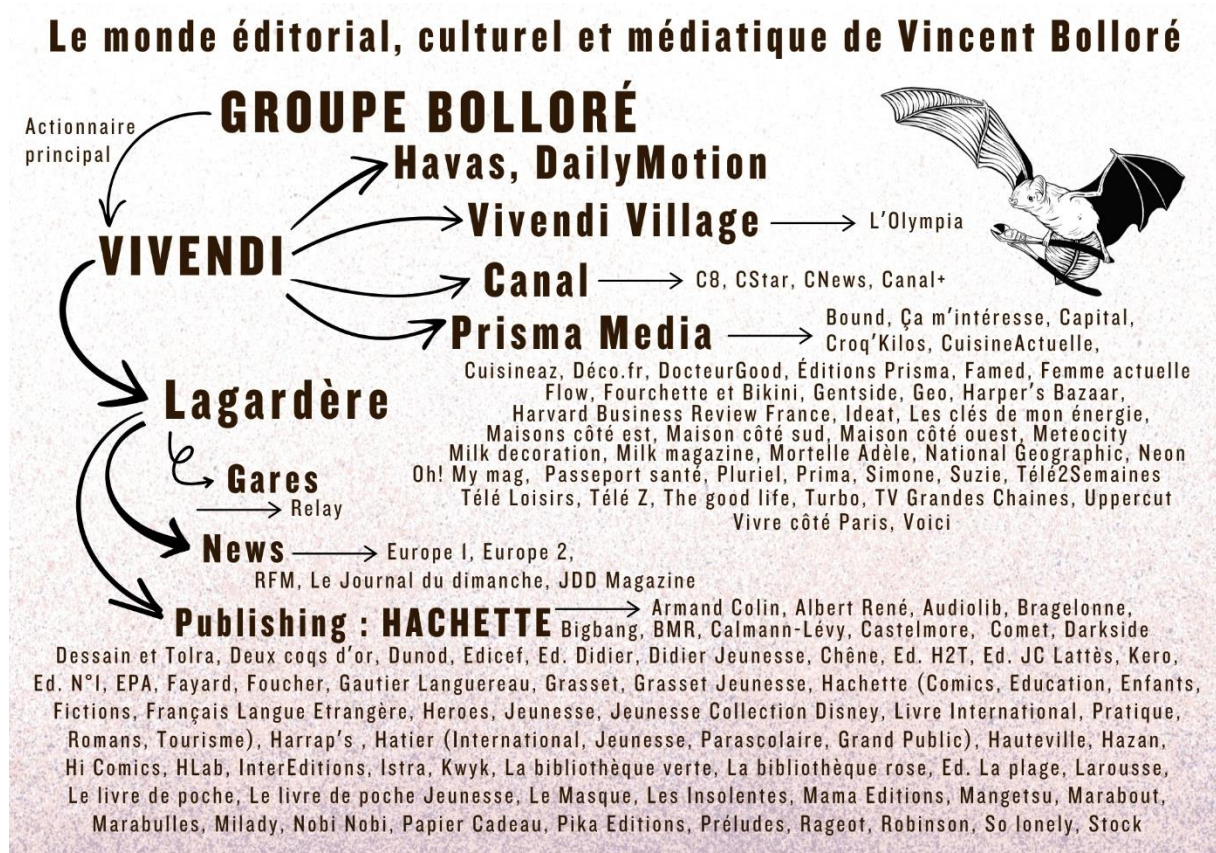 Le monde éditorial, culturel et médiatique de Vincent Bolloré
GROUPE BOLLORÉ
Actionnaire
principal
Havas, DailyMotion
Vivendi Village
L'Olympia
VIVENDI
Canal
C8, CStar, CNews, Canal+
Prisma Media
Bound, Ça m'intéresse, Capital,
Croq'Kilos, CuisineActuelle,
Cuisineaz, Déco.fr, DocteurGood, Éditions Prisma, Famed, Femme actuelle
Flow, Fourchette et Bikini, Gentside, Geo, Harper's Bazaar,
Harvard Business Review France, Ideat, Les clés de mon énergie,
Maisons côté est, Maison côté sud, Maison côté ouest, Meteocity
Milk decoration, Milk magazine, Mortelle Adèle, National Geographic, Neon
Oh! My mag, Passeport santé, Pluriel, Prima, Simone, Suzie, Télé2Semaines
Télé Loisirs, Télé Z, The good life, Turbo, TV Grandes Chaines, Uppercut
Vivre côté Paris, Voici
Lagardère
Gares
Relay
News
Europe 1, Europe 2,
RFM, Le Journal du dimanche, JDD Magazine
Publishing : HACHETTE
Armand Colin, Albert René, Audiolib, Bragelonne,
Bigbang, BMR, Calmann-Lévy, Castelmore, Comet, Darkside
Dessain et Tolra, Deux coqs d'or, Dunod, Edicef, Ed. Didier, Didier Jeunesse, Chêne, Ed. H2T, Ed. JC Lattès, Kero,
Ed. N°1, EPA, Fayard, Foucher, Gautier Languereau, Grasset, Grasset Jeunesse, Hachette (Comics, Education, Enfants,
Fictions, Français Langue Etrangère, Heroes, Jeunesse, Jeunesse Collection Disney, Livre International, Pratique,
Romans, Tourisme), Harrap's , Hatier (International, Jeunesse, Parascolaire, Grand Public), Hauteville, Hazan,
Hi Comics, HLab, InterEditions, Istra, Kwyk, La bibliothèque verte, La bibliothèque rose, Ed. La plage, Larousse,
Le livre de poche, Le livre de poche Jeunesse, Le Masque, Les Insolentes, Mama Editions, Mangetsu, Marabout,
Marabulles, Milady, Nobi Nobi, Papier Cadeau, Pika Editions, Préludes, Rageot, Robinson, So lonely, Stock